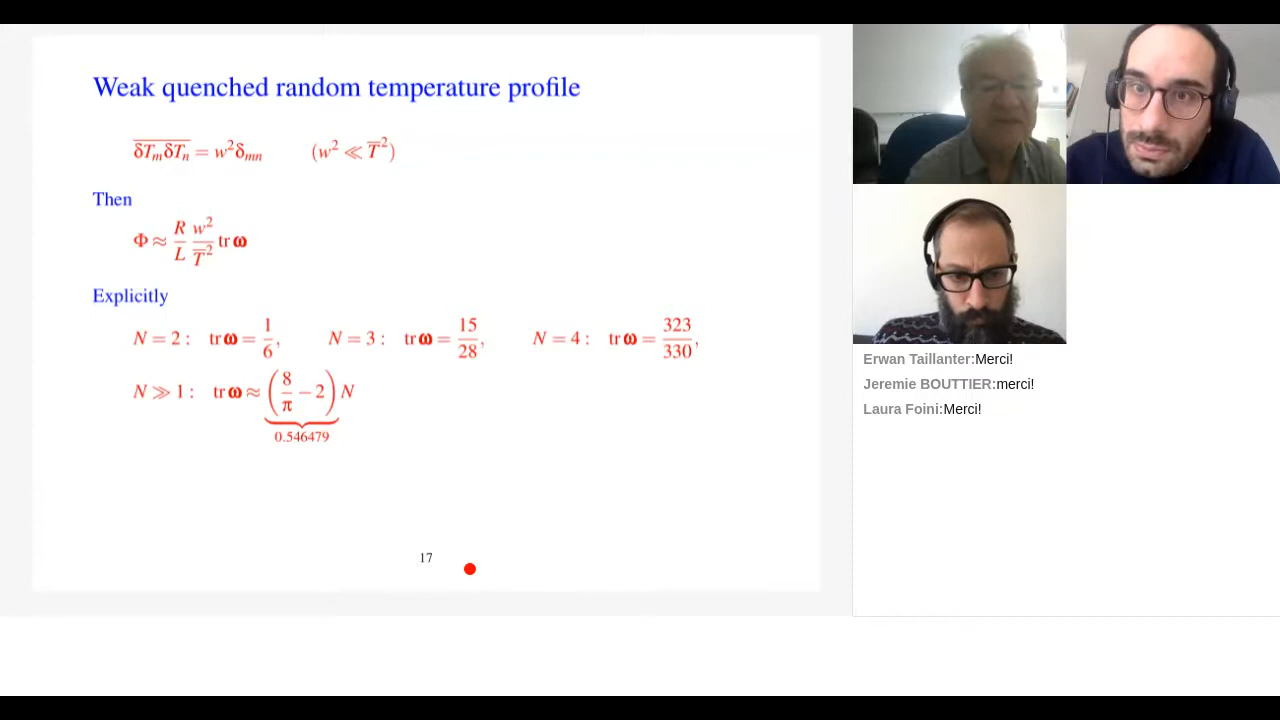 Weak quenched random temperature profile
$\overline{\delta T_m \delta T_n} = w^2 \delta_{mn}$ $(w^2 \ll \overline{T}^2)$
Then
$\Phi \approx \frac{R}{L} \frac{w^2}{\overline{T}^2} \operatorname{tr} \boldsymbol{\omega}$
Explicitly
$N = 2: \operatorname{tr} \boldsymbol{\omega} = \frac{1}{6},$ $N = 3: \operatorname{tr} \boldsymbol{\omega} = \frac{15}{28},$ $N = 4: \operatorname{tr} \boldsymbol{\omega} = \frac{323}{330},$
$N \gg 1: \operatorname{tr} \boldsymbol{\omega} \approx \underbrace{\left(\frac{8}{\pi} - 2\right)}_{0.546479} N$
17
Erwan Taillanter:Merci!
Jeremie BOUTTIER:merci!
Laura Foini:Merci!